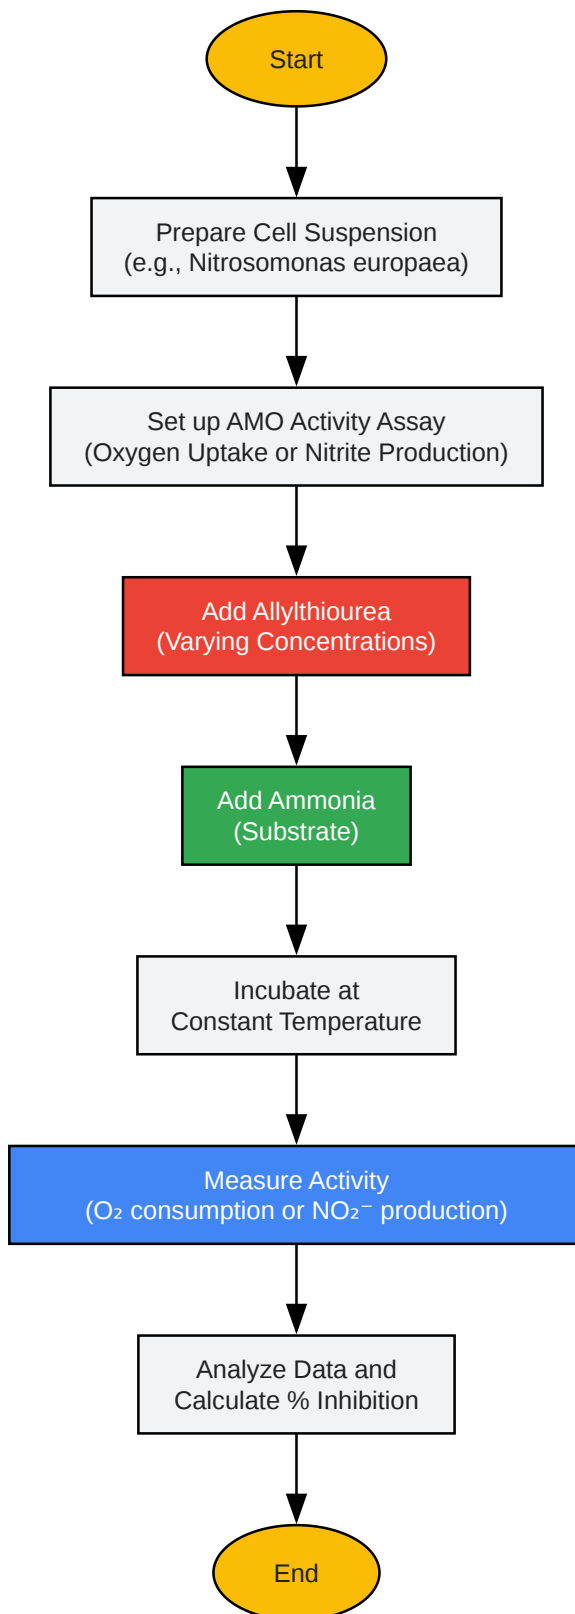 Start
Prepare Cell Suspension
(e.g., Nitrosomonas europaea)
Set up AMO Activity Assay
(Oxygen Uptake or Nitrite Production)
Add Allylthiourea
(Varying Concentrations)
Add Ammonia
(Substrate)
Incubate at
Constant Temperature
Measure Activity
(O₂ consumption or NO₂⁻ production)
Analyze Data and
Calculate % Inhibition
End